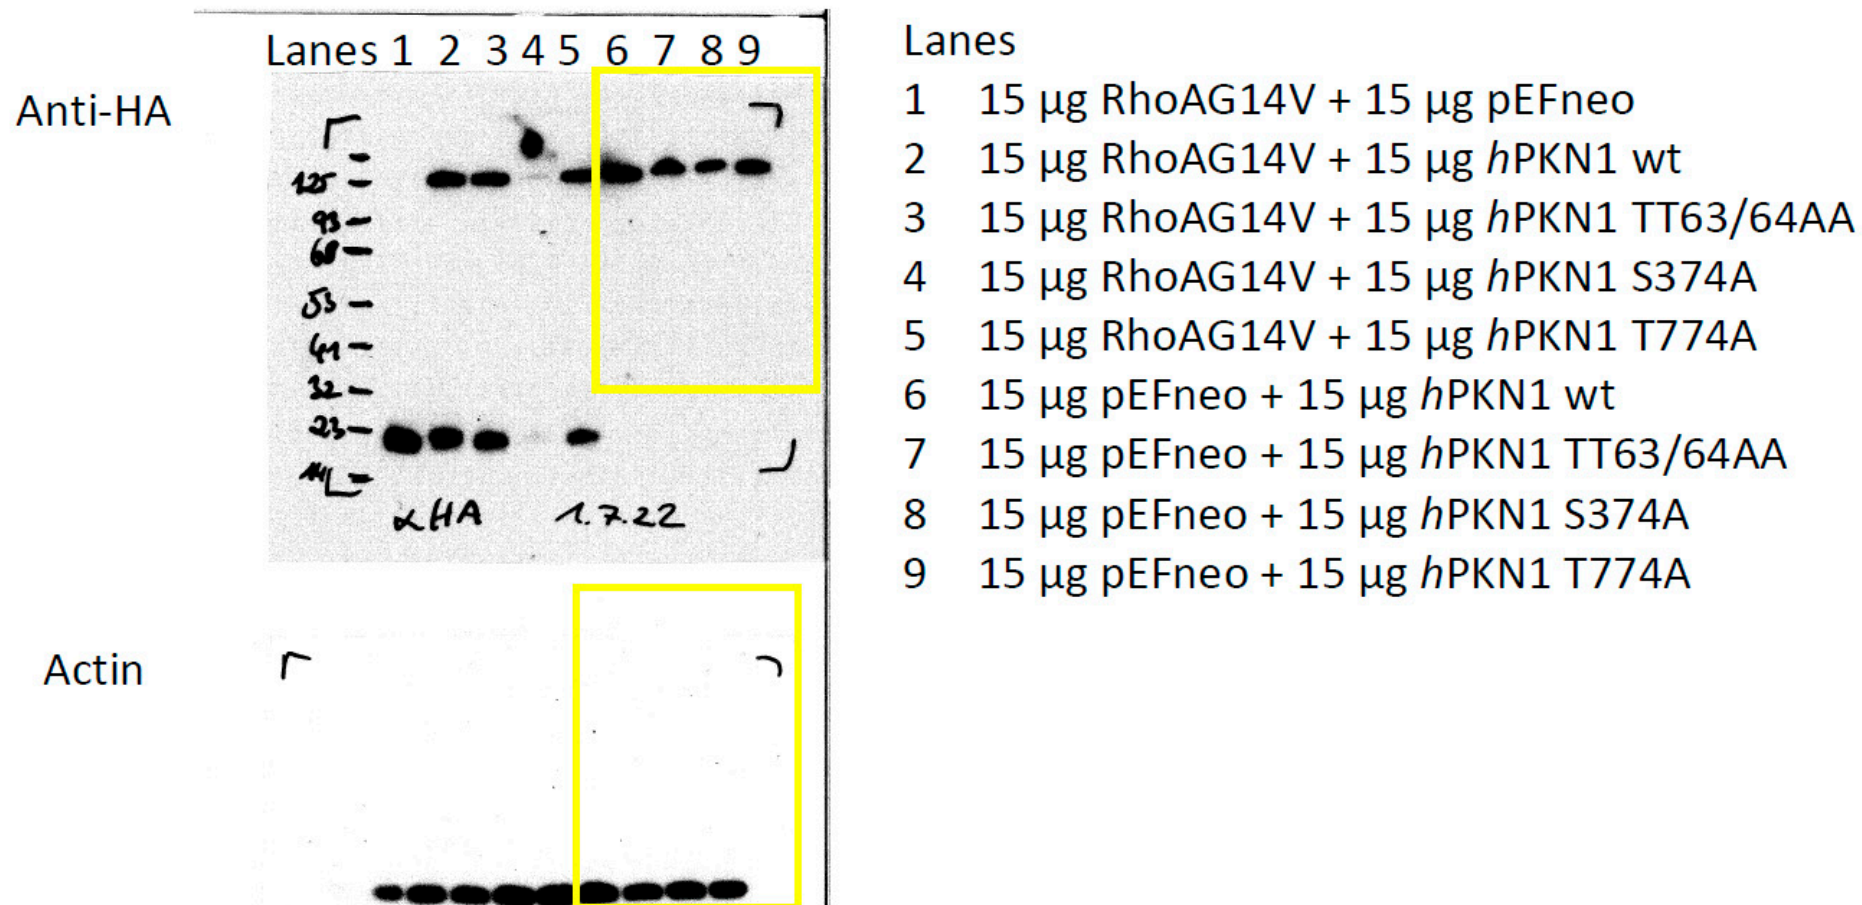 Lanes 1 2 3 4 5 6 7 8 9
Anti-HA
125
93
68
53
41
32
23
14
αHA 1.7.22
Actin
Lanes
1 15 µg RhoAG14V + 15 µg pEFneo
2 15 µg RhoAG14V + 15 µg hPKN1 wt
3 15 µg RhoAG14V + 15 µg hPKN1 TT63/64AA
4 15 µg RhoAG14V + 15 µg hPKN1 S374A
5 15 µg RhoAG14V + 15 µg hPKN1 T774A
6 15 µg pEFneo + 15 µg hPKN1 wt
7 15 µg pEFneo + 15 µg hPKN1 TT63/64AA
8 15 µg pEFneo + 15 µg hPKN1 S374A
9 15 µg pEFneo + 15 µg hPKN1 T774A